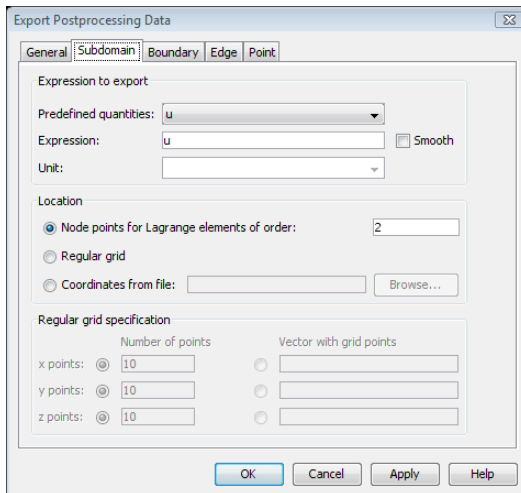 Export Postprocessing Data
General Subdomain Boundary Edge Point
Expression to export
Predefined quantities: u
Expression: u Smooth
Unit:
Location
Node points for Lagrange elements of order: 2
Regular grid
Coordinates from file: Browse...
Regular grid specification
Number of points Vector with grid points
x points: 10
y points: 10
z points: 10
OK Cancel Apply Help